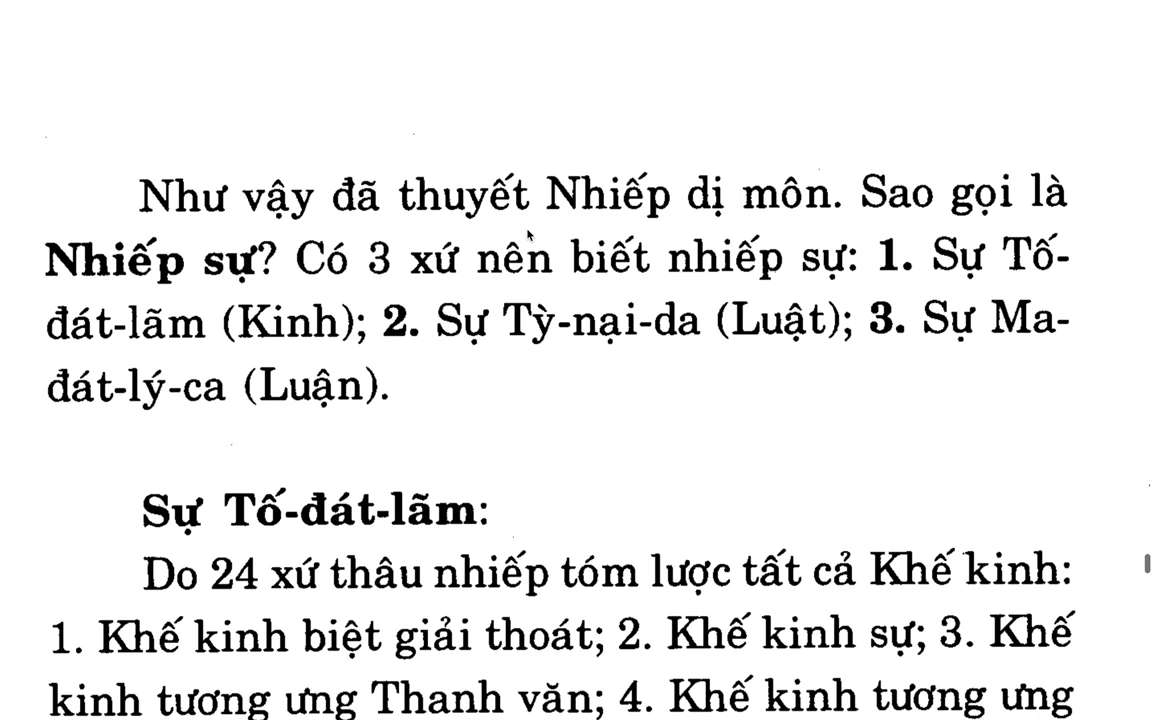 Như vậy đã thuyết Nhiếp dị môn. Sao gọi là
Nhiếp sự? Có 3 xứ nên biết nhiếp sự: 1. Sự Tố-
đát-lãm (Kinh); 2. Sự Tỳ-nại-da (Luật); 3. Sự Ma-
đát-lý-ca (Luận).
Sự Tố-đát-lãm:
Do 24 xứ thâu nhiếp tóm lược tất cả Khế kinh:
1. Khế kinh biệt giải thoát; 2. Khế kinh sự; 3. Khế
kinh tương ưng Thanh văn; 4. Khế kinh tương ưng